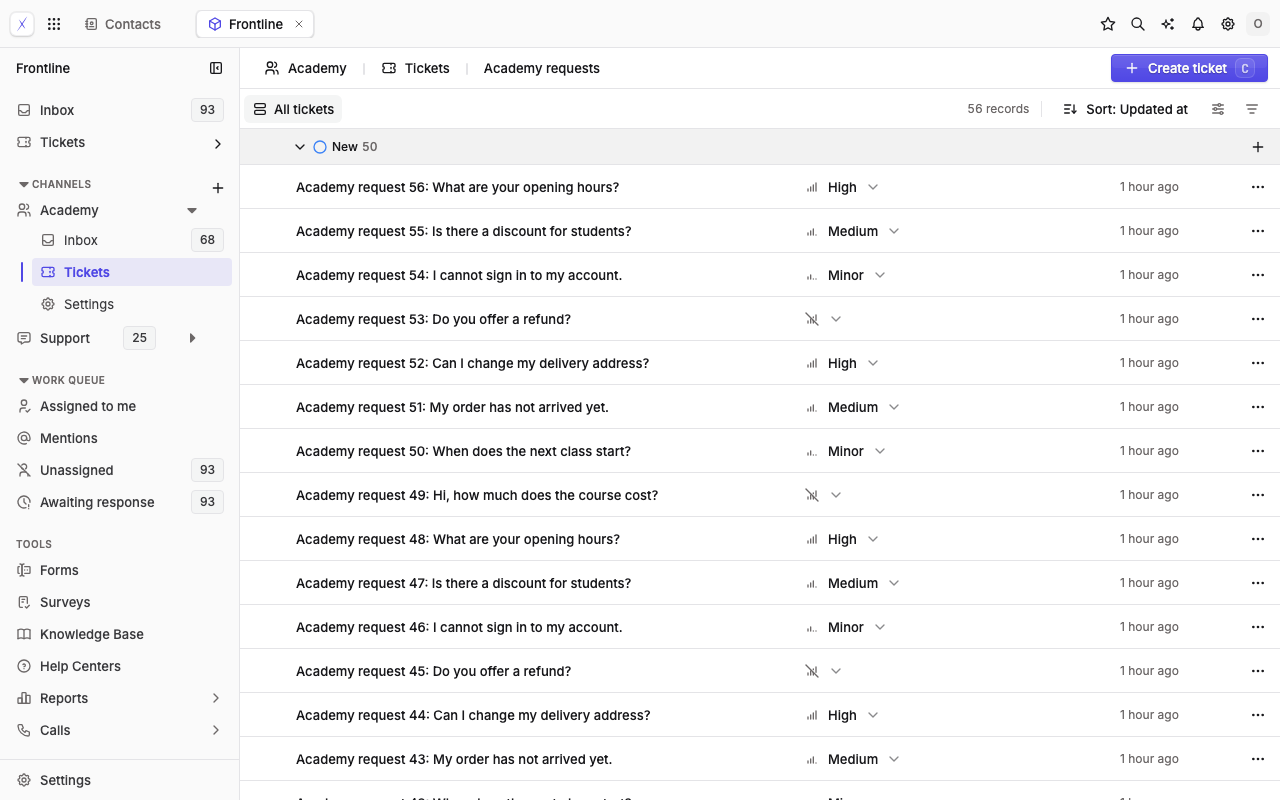 Contacts
Frontline
O
Frontline
Inbox 93
Tickets
CHANNELS
Academy
Inbox 68
Tickets
Settings
Support 25
WORK QUEUE
Assigned to me
Mentions
Unassigned 93
Awaiting response 93
TOOLS
Forms
Surveys
Knowledge Base
Help Centers
Reports
Calls
Settings
Academy Tickets Academy requests Create ticket C
All tickets 56 records Sort: Updated at
New 50
Academy request 56: What are your opening hours? High 1 hour ago
Academy request 55: Is there a discount for students? Medium 1 hour ago
Academy request 54: I cannot sign in to my account. Minor 1 hour ago
Academy request 53: Do you offer a refund? 1 hour ago
Academy request 52: Can I change my delivery address? High 1 hour ago
Academy request 51: My order has not arrived yet. Medium 1 hour ago
Academy request 50: When does the next class start? Minor 1 hour ago
Academy request 49: Hi, how much does the course cost? 1 hour ago
Academy request 48: What are your opening hours? High 1 hour ago
Academy request 47: Is there a discount for students? Medium 1 hour ago
Academy request 46: I cannot sign in to my account. Minor 1 hour ago
Academy request 45: Do you offer a refund? 1 hour ago
Academy request 44: Can I change my delivery address? High 1 hour ago
Academy request 43: My order has not arrived yet. Medium 1 hour ago